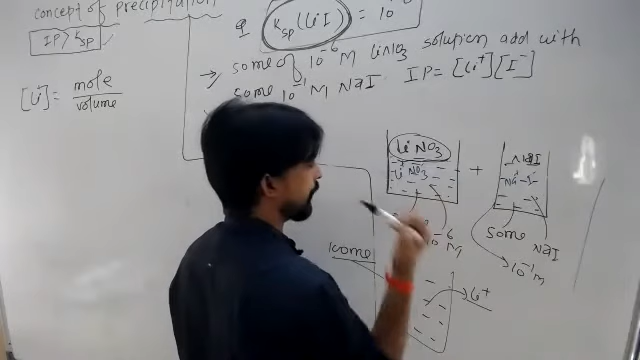 concept of precipitation
IP > Ksp
Q Ksp (LiI) = 10
→ some of 10⁻⁶ M LiNO3 solution add with
some 10⁻¹ M NaI IP = [Li⁺][I⁻]
[Li⁺] = mole / volume
LiNO3 + NaI
Li⁺ NO3⁻ Na⁺ I⁻
10⁻⁶ M some NaI
10⁻¹ M
Li⁺